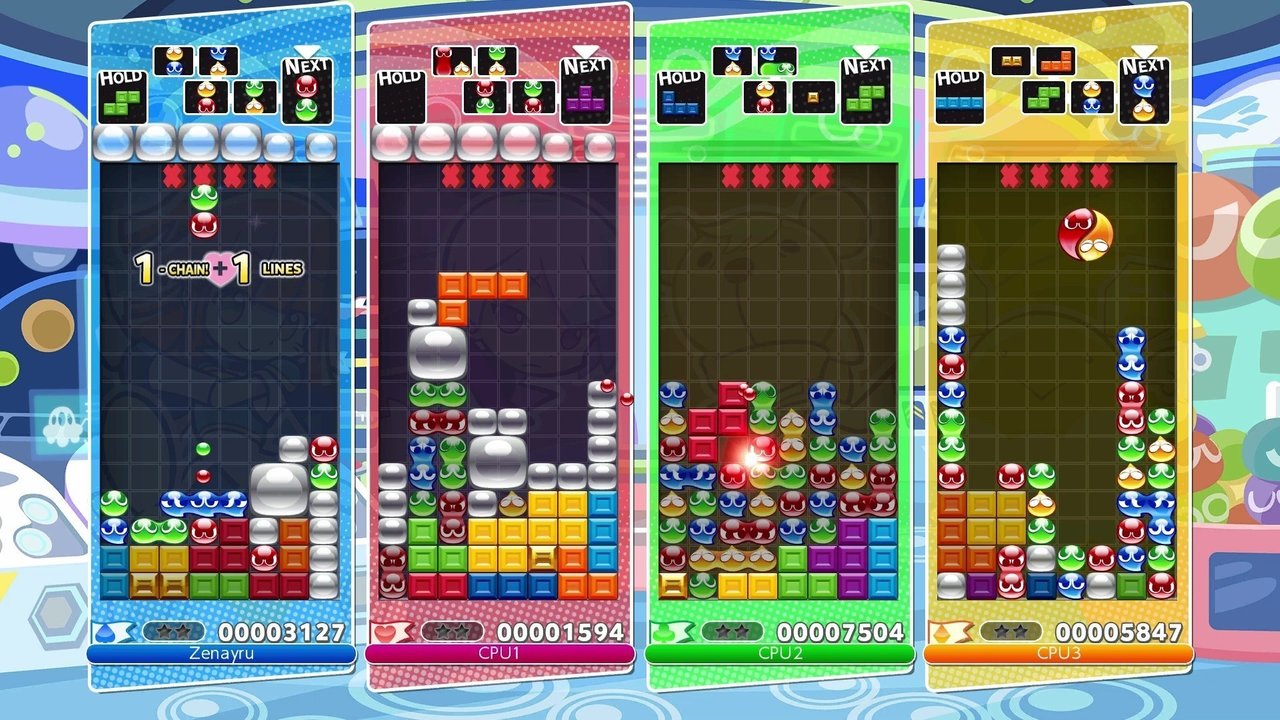 HOLD NEXT
HOLD NEXT
HOLD NEXT
HOLD NEXT
1-CHAIN!+1 LINES
00003127
00001594
00007504
00005847
Zenayru
CPU1
CPU2
CPU3